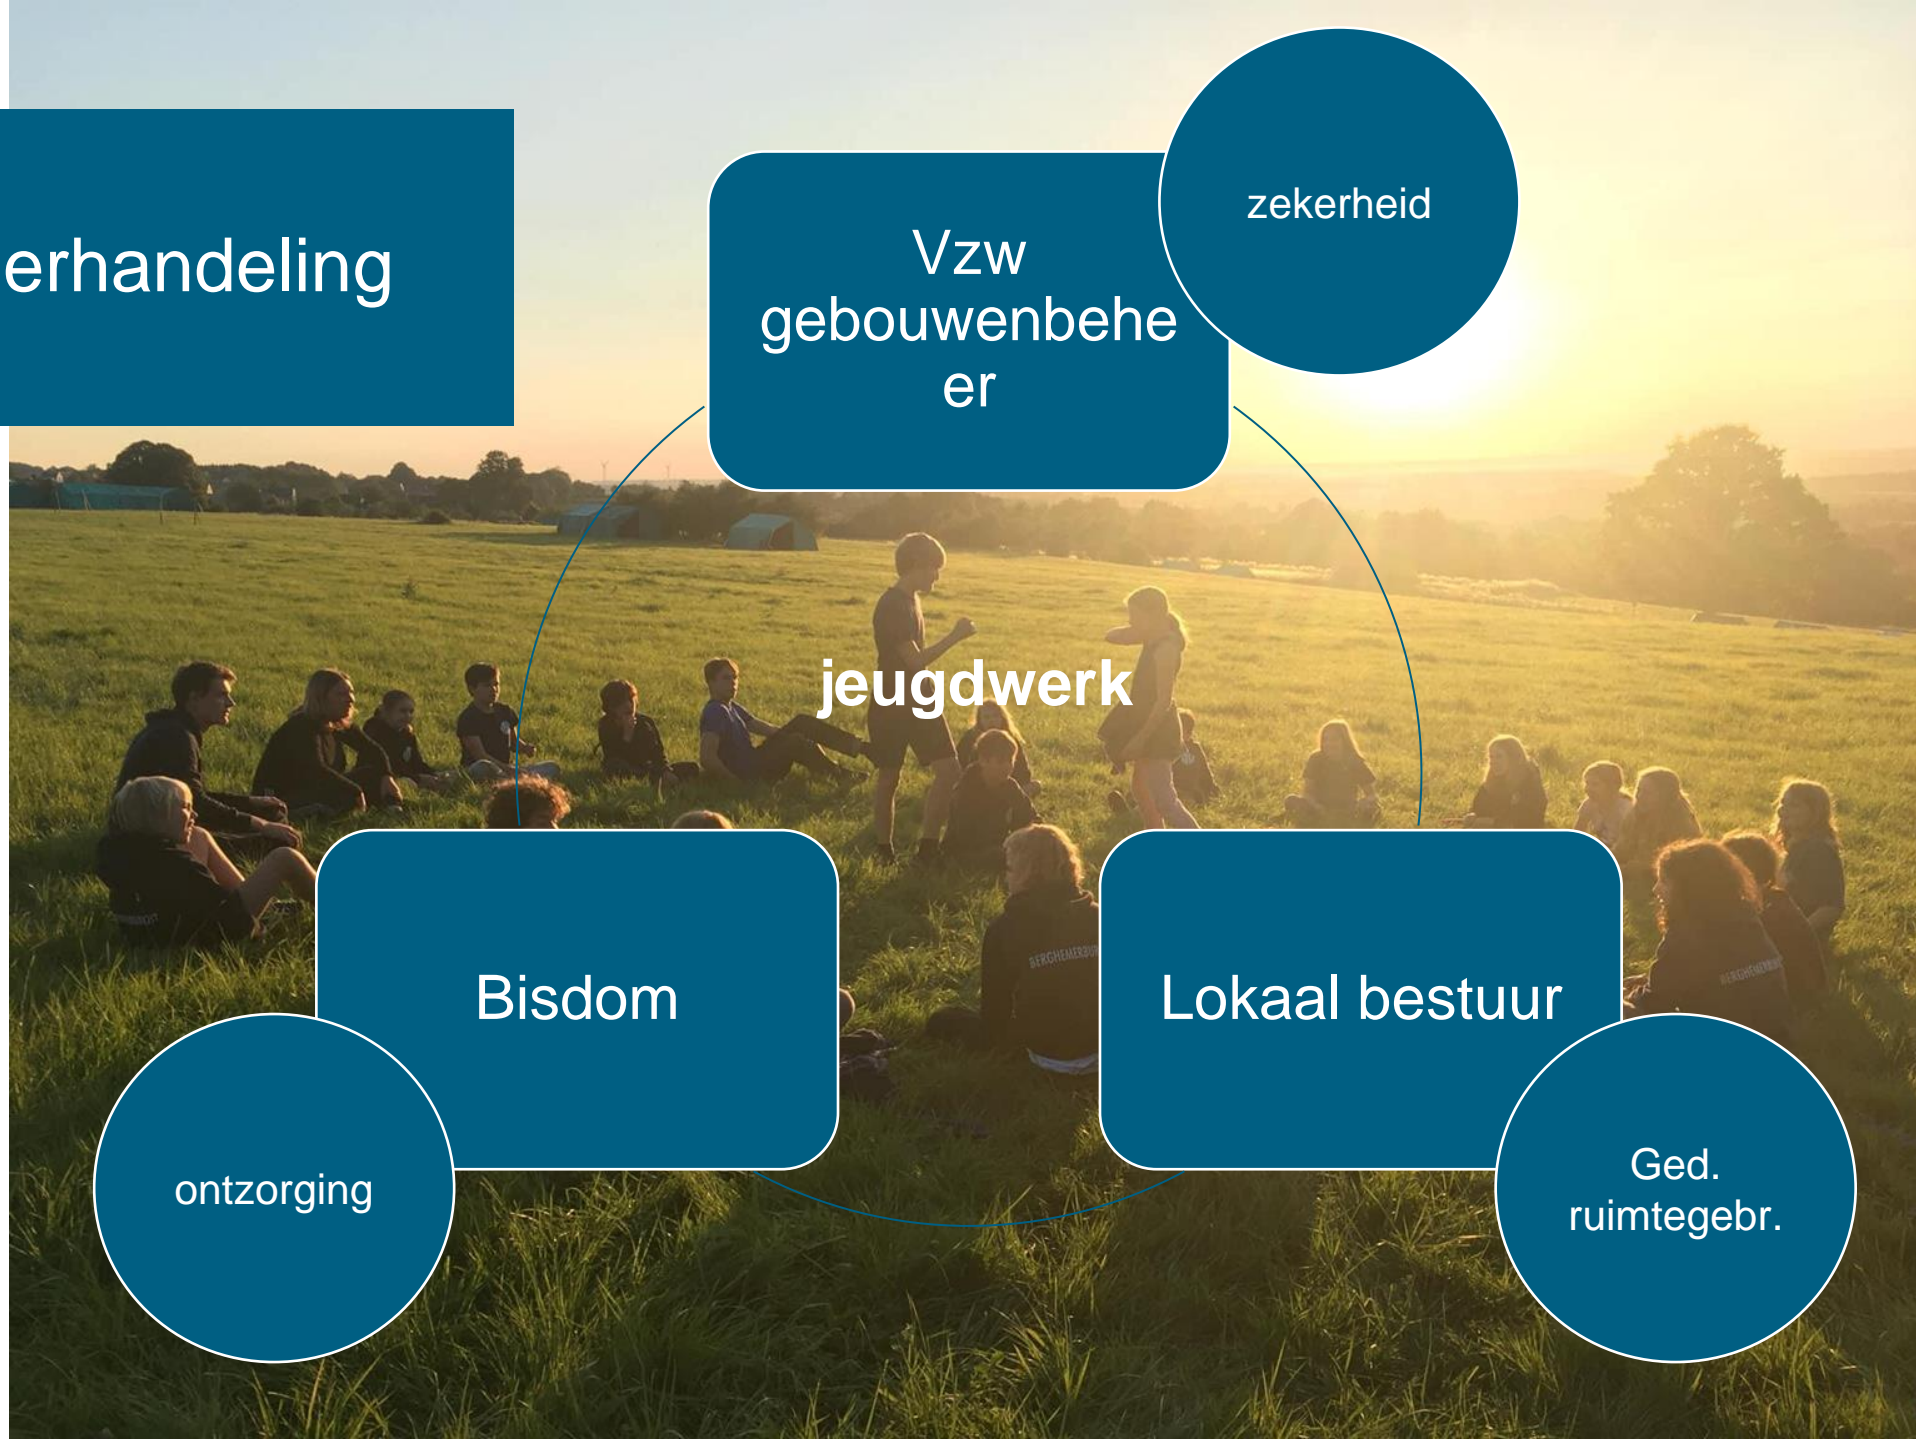 erhandeling
zekerheid
Vzw
gebouwenbehe
er
jeugdwerk
Bisdom
Lokaal bestuur
ontzorging
Ged.
ruimtegebr.